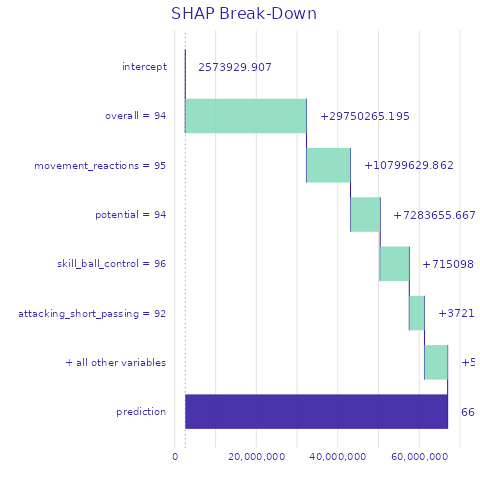 SHAP Break-Down
intercept 2573929.907
overall = 94 +29750265.195
movement_reactions = 95 +10799629.862
potential = 94 +7283655.667
skill_ball_control = 96 +715098
attacking_short_passing = 92 +3721
+ all other variables +5
prediction 66
0 20,000,000 40,000,000 60,000,000